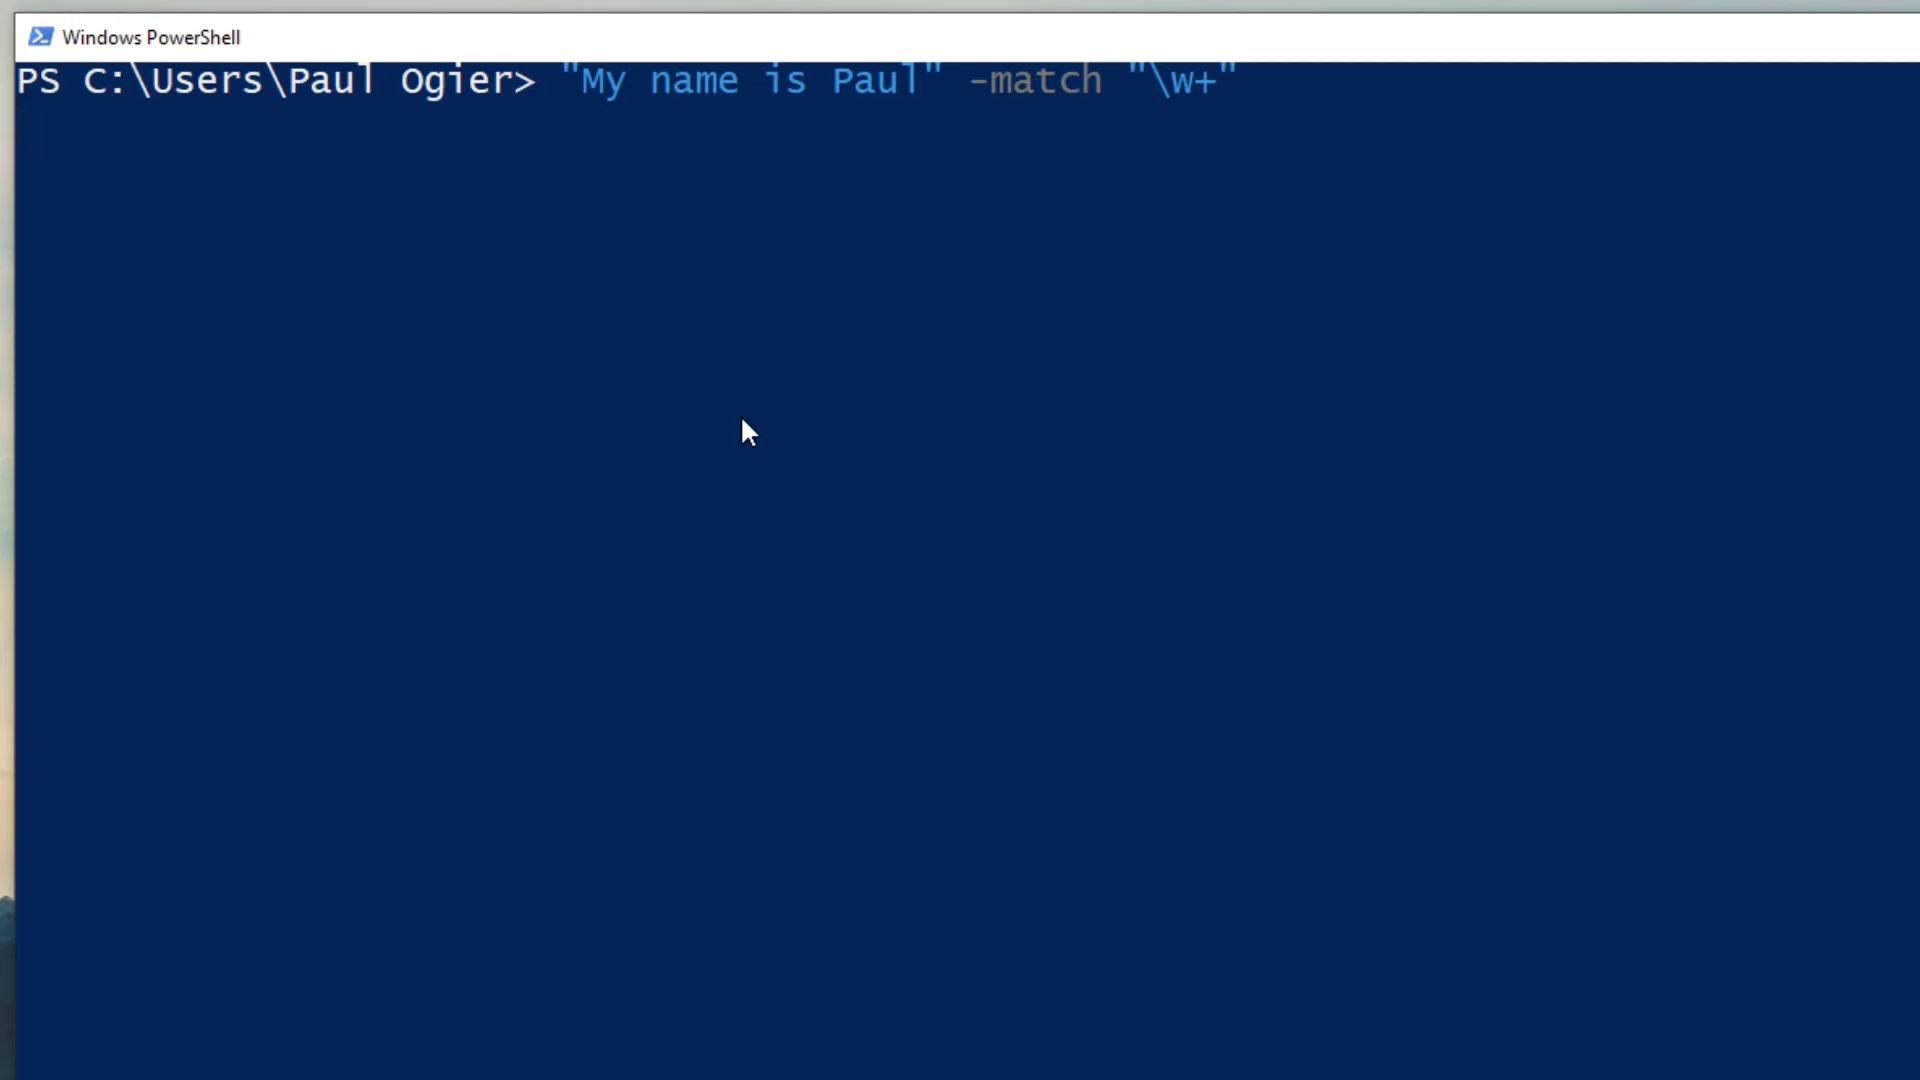 Windows PowerShell
PS C:\Users\Paul Ogier> "My name is Paul" -match "\w+"